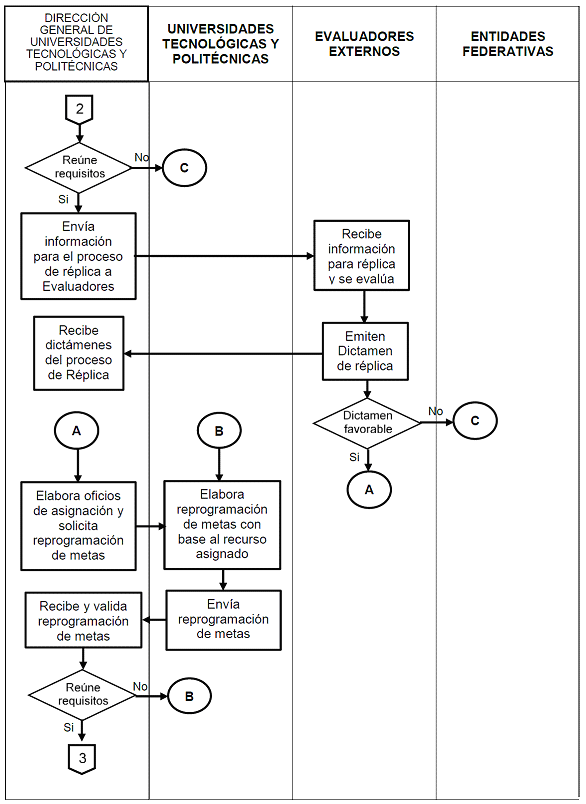 DIRECCIÓN
GENERAL DE
UNIVERSIDADES
TECNOLÓGICAS Y
POLITÉCNICAS
UNIVERSIDADES
TECNOLÓGICAS Y
POLITÉCNICAS
EVALUADORES
EXTERNOS
ENTIDADES
FEDERATIVAS
2
Reúne
requisitos
No
C
Si
Envía
información
para el proceso
de réplica a
Evaluadores
Recibe
información
para réplica
y se evalúa
Recibe
dictámenes
del proceso
de Réplica
Emiten
Dictamen
de réplica
Dictamen
favorable
No
C
Si
A
A
B
Elabora oficios
de asignación y
solicita
reprogramación
de metas
Elabora
reprogramación
de metas con
base al recurso
asignado
Recibe y valida
reprogramación
de metas
Envía
reprogramación
de metas
Reúne
requisitos
No
B
Si
3